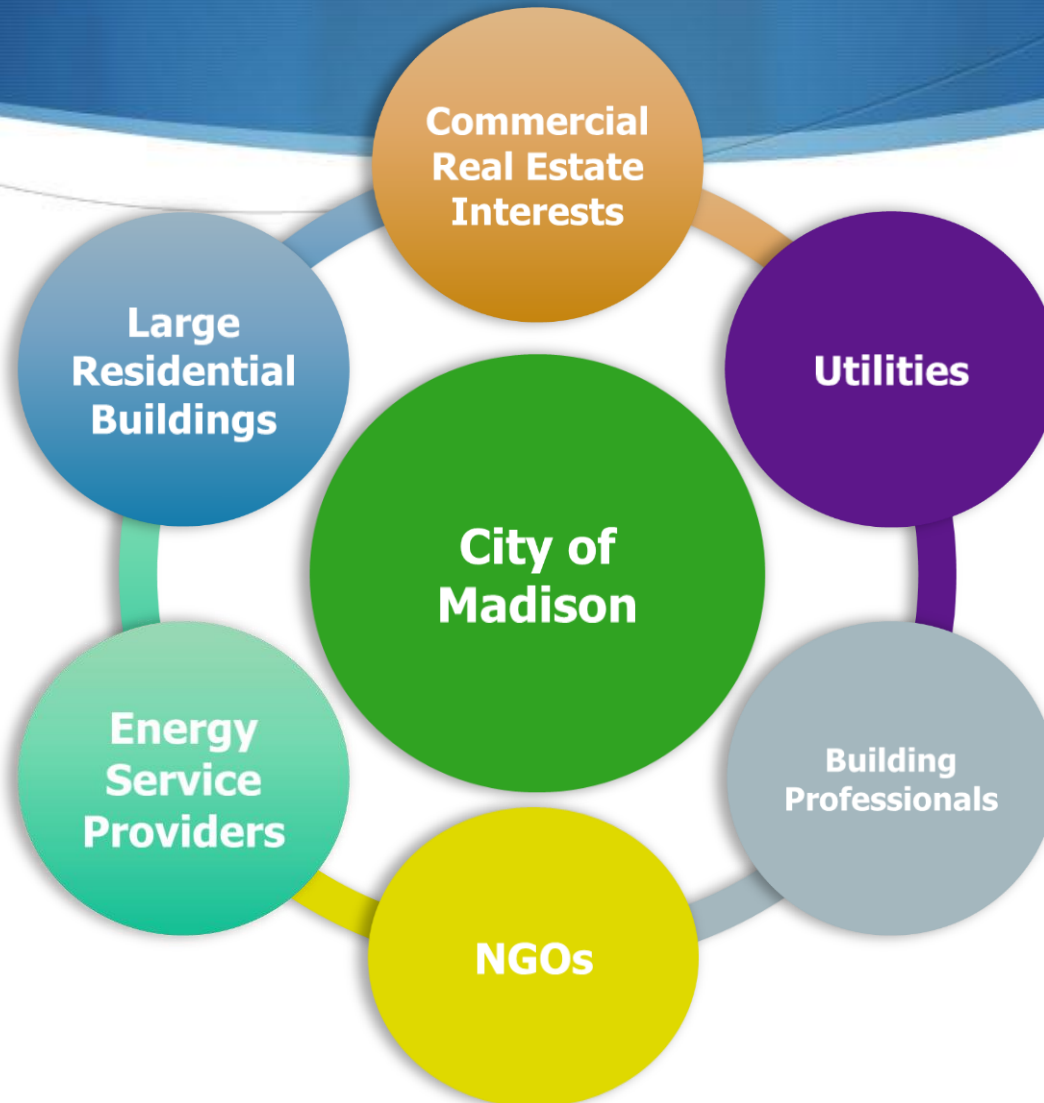 Commercial
Real Estate
Interests
Large
Residential
Buildings
Utilities
City of
Madison
Energy
Service
Providers
Building
Professionals
NGOs